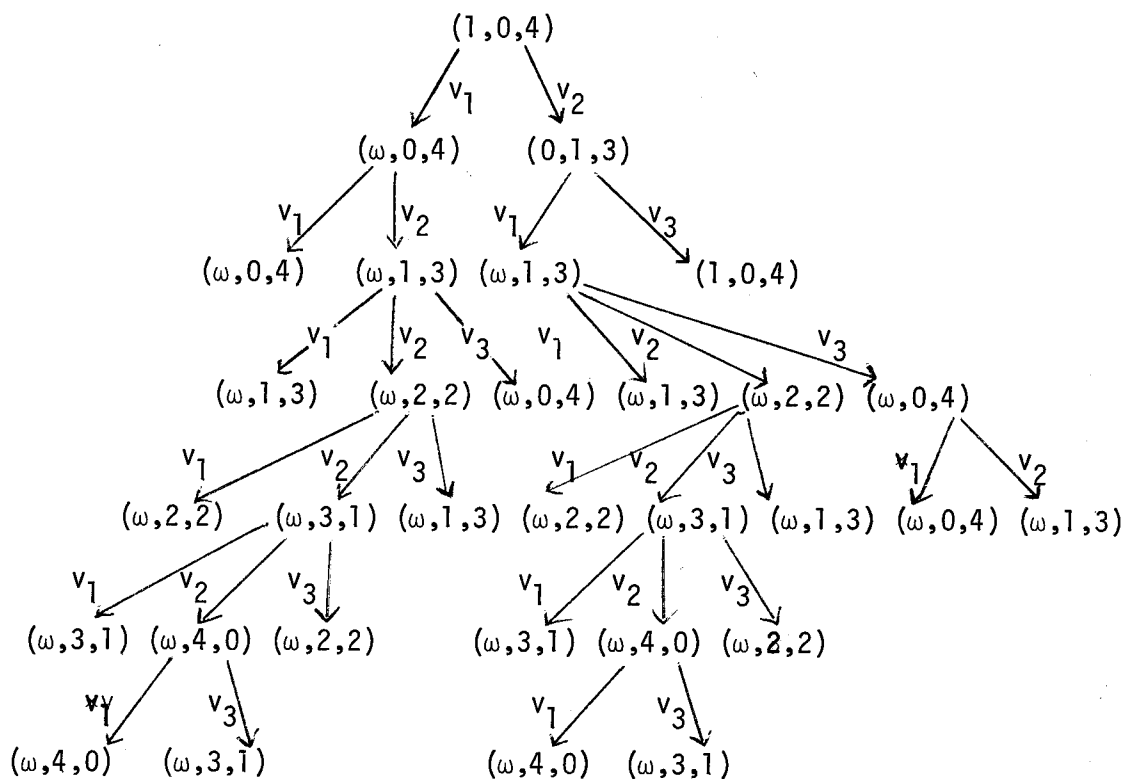 (1,0,4)
v1 v2
(ω,0,4) (0,1,3)
v1 v2 v1 v3
(ω,0,4) (ω,1,3) (ω,1,3) (1,0,4)
v1 v2 v3 v1 v2 v3
(ω,1,3) (ω,2,2) (ω,0,4) (ω,1,3) (ω,2,2) (ω,0,4)
v1 v2 v3 v1 v2 v3 v1 v2
(ω,2,2) (ω,3,1) (ω,1,3) (ω,2,2) (ω,3,1) (ω,1,3) (ω,0,4) (ω,1,3)
v1 v2 v3 v1 v2 v3
(ω,3,1) (ω,4,0) (ω,2,2) (ω,3,1) (ω,4,0) (ω,2,2)
v1 v3 v1 v3
(ω,4,0) (ω,3,1) (ω,4,0) (ω,3,1)